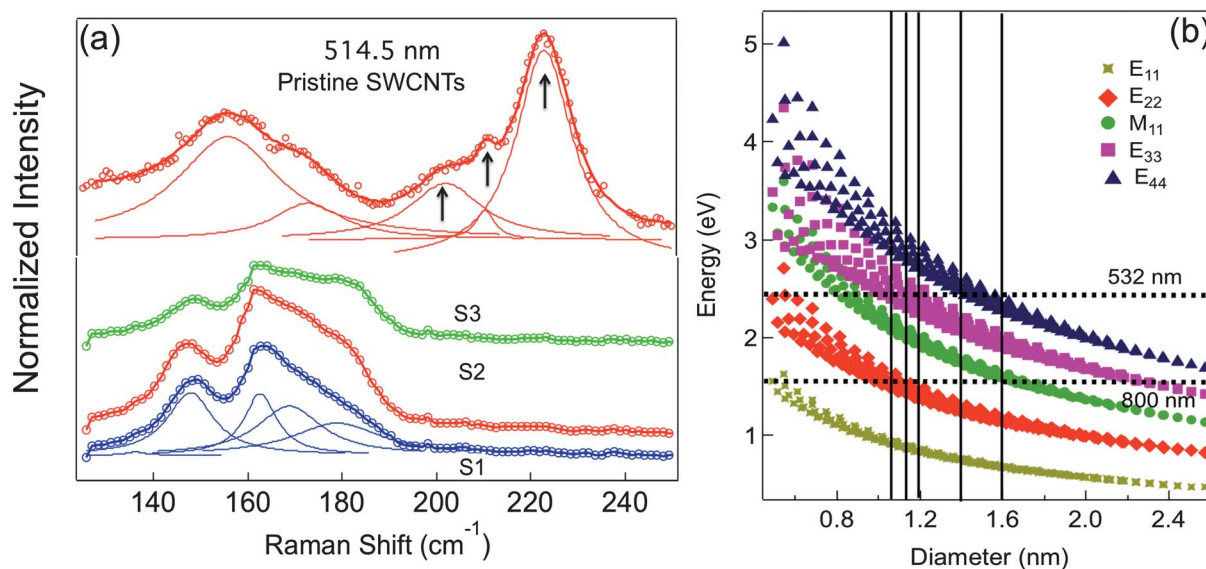 (a)
514.5 nm
Pristine SWCNTs
Normalized Intensity
S3
S2
S1
140 160 180 200 220 240
Raman Shift (cm-1)
(b)
E11
E22
M11
E33
E44
5
4
3
2
1
Energy (eV)
532 nm
800 nm
0.8 1.2 1.6 2.0 2.4
Diameter (nm)